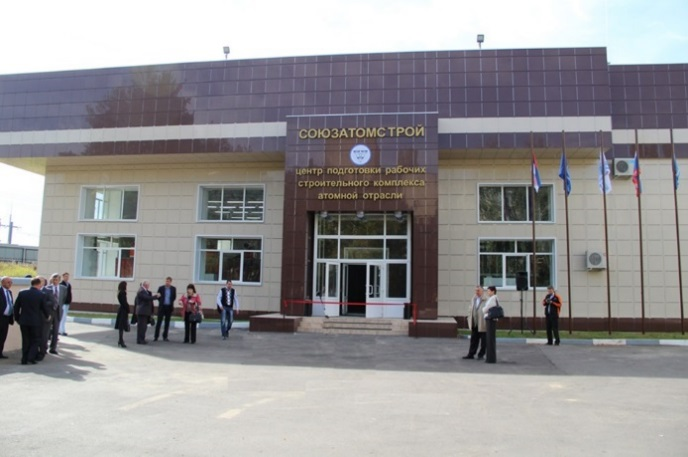 СОЮЗАТОМСТРОЙ
центр подготовки рабочих
строительного комплекса
атомной отрасли